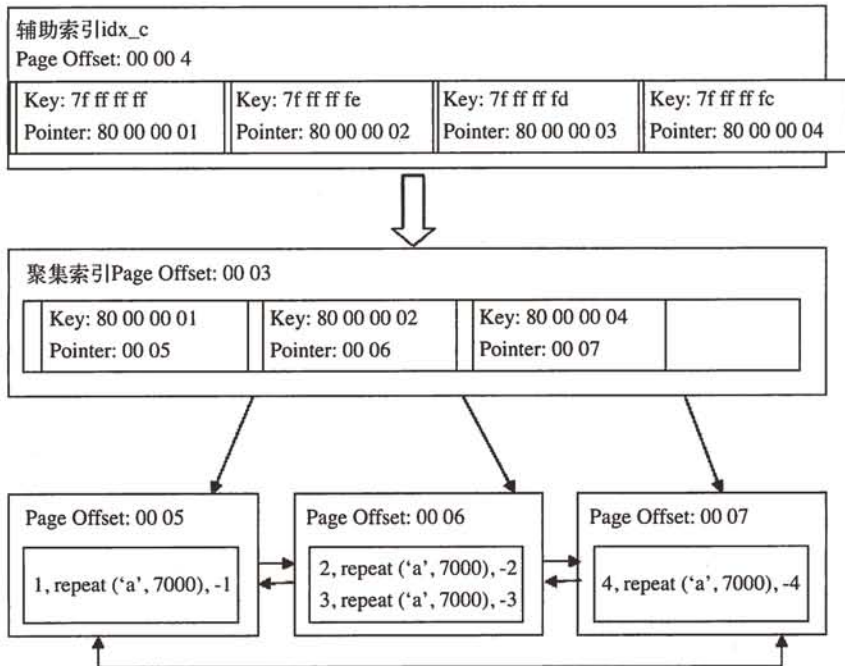 辅助索引idx_c
Page Offset: 00 00 4
Key: 7f ff ff ff
Pointer: 80 00 00 01
Key: 7f ff ff fe
Pointer: 80 00 00 02
Key: 7f ff ff fd
Pointer: 80 00 00 03
Key: 7f ff ff fc
Pointer: 80 00 00 04
聚集索引Page Offset: 00 03
Key: 80 00 00 01
Pointer: 00 05
Key: 80 00 00 02
Pointer: 00 06
Key: 80 00 00 04
Pointer: 00 07
Page Offset: 00 05
1, repeat (‘a’, 7000), -1
Page Offset: 00 06
2, repeat (‘a’, 7000), -2
3, repeat (‘a’, 7000), -3
Page Offset: 00 07
4, repeat (‘a’, 7000), -4